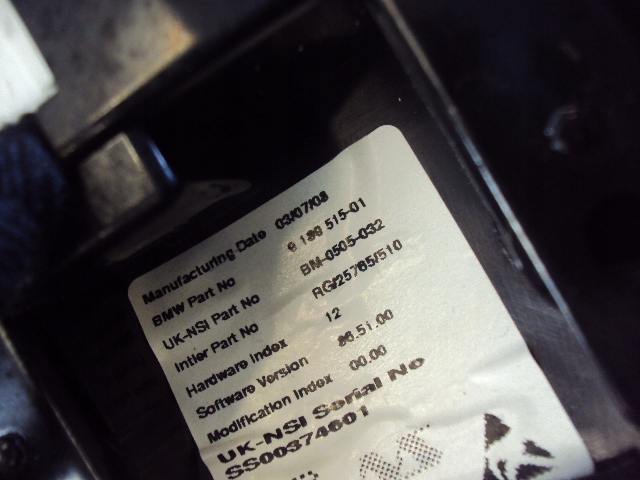 Manufacturing Date 03/07/08
BMW Part No 515-01
UK-NSI Part No BM-0505-032
Intier Part No RG/25765/510
Hardware Index 12
Software Version 86.51.00
Modification Index 00.00
UK-NSI Serial No
SS00374601